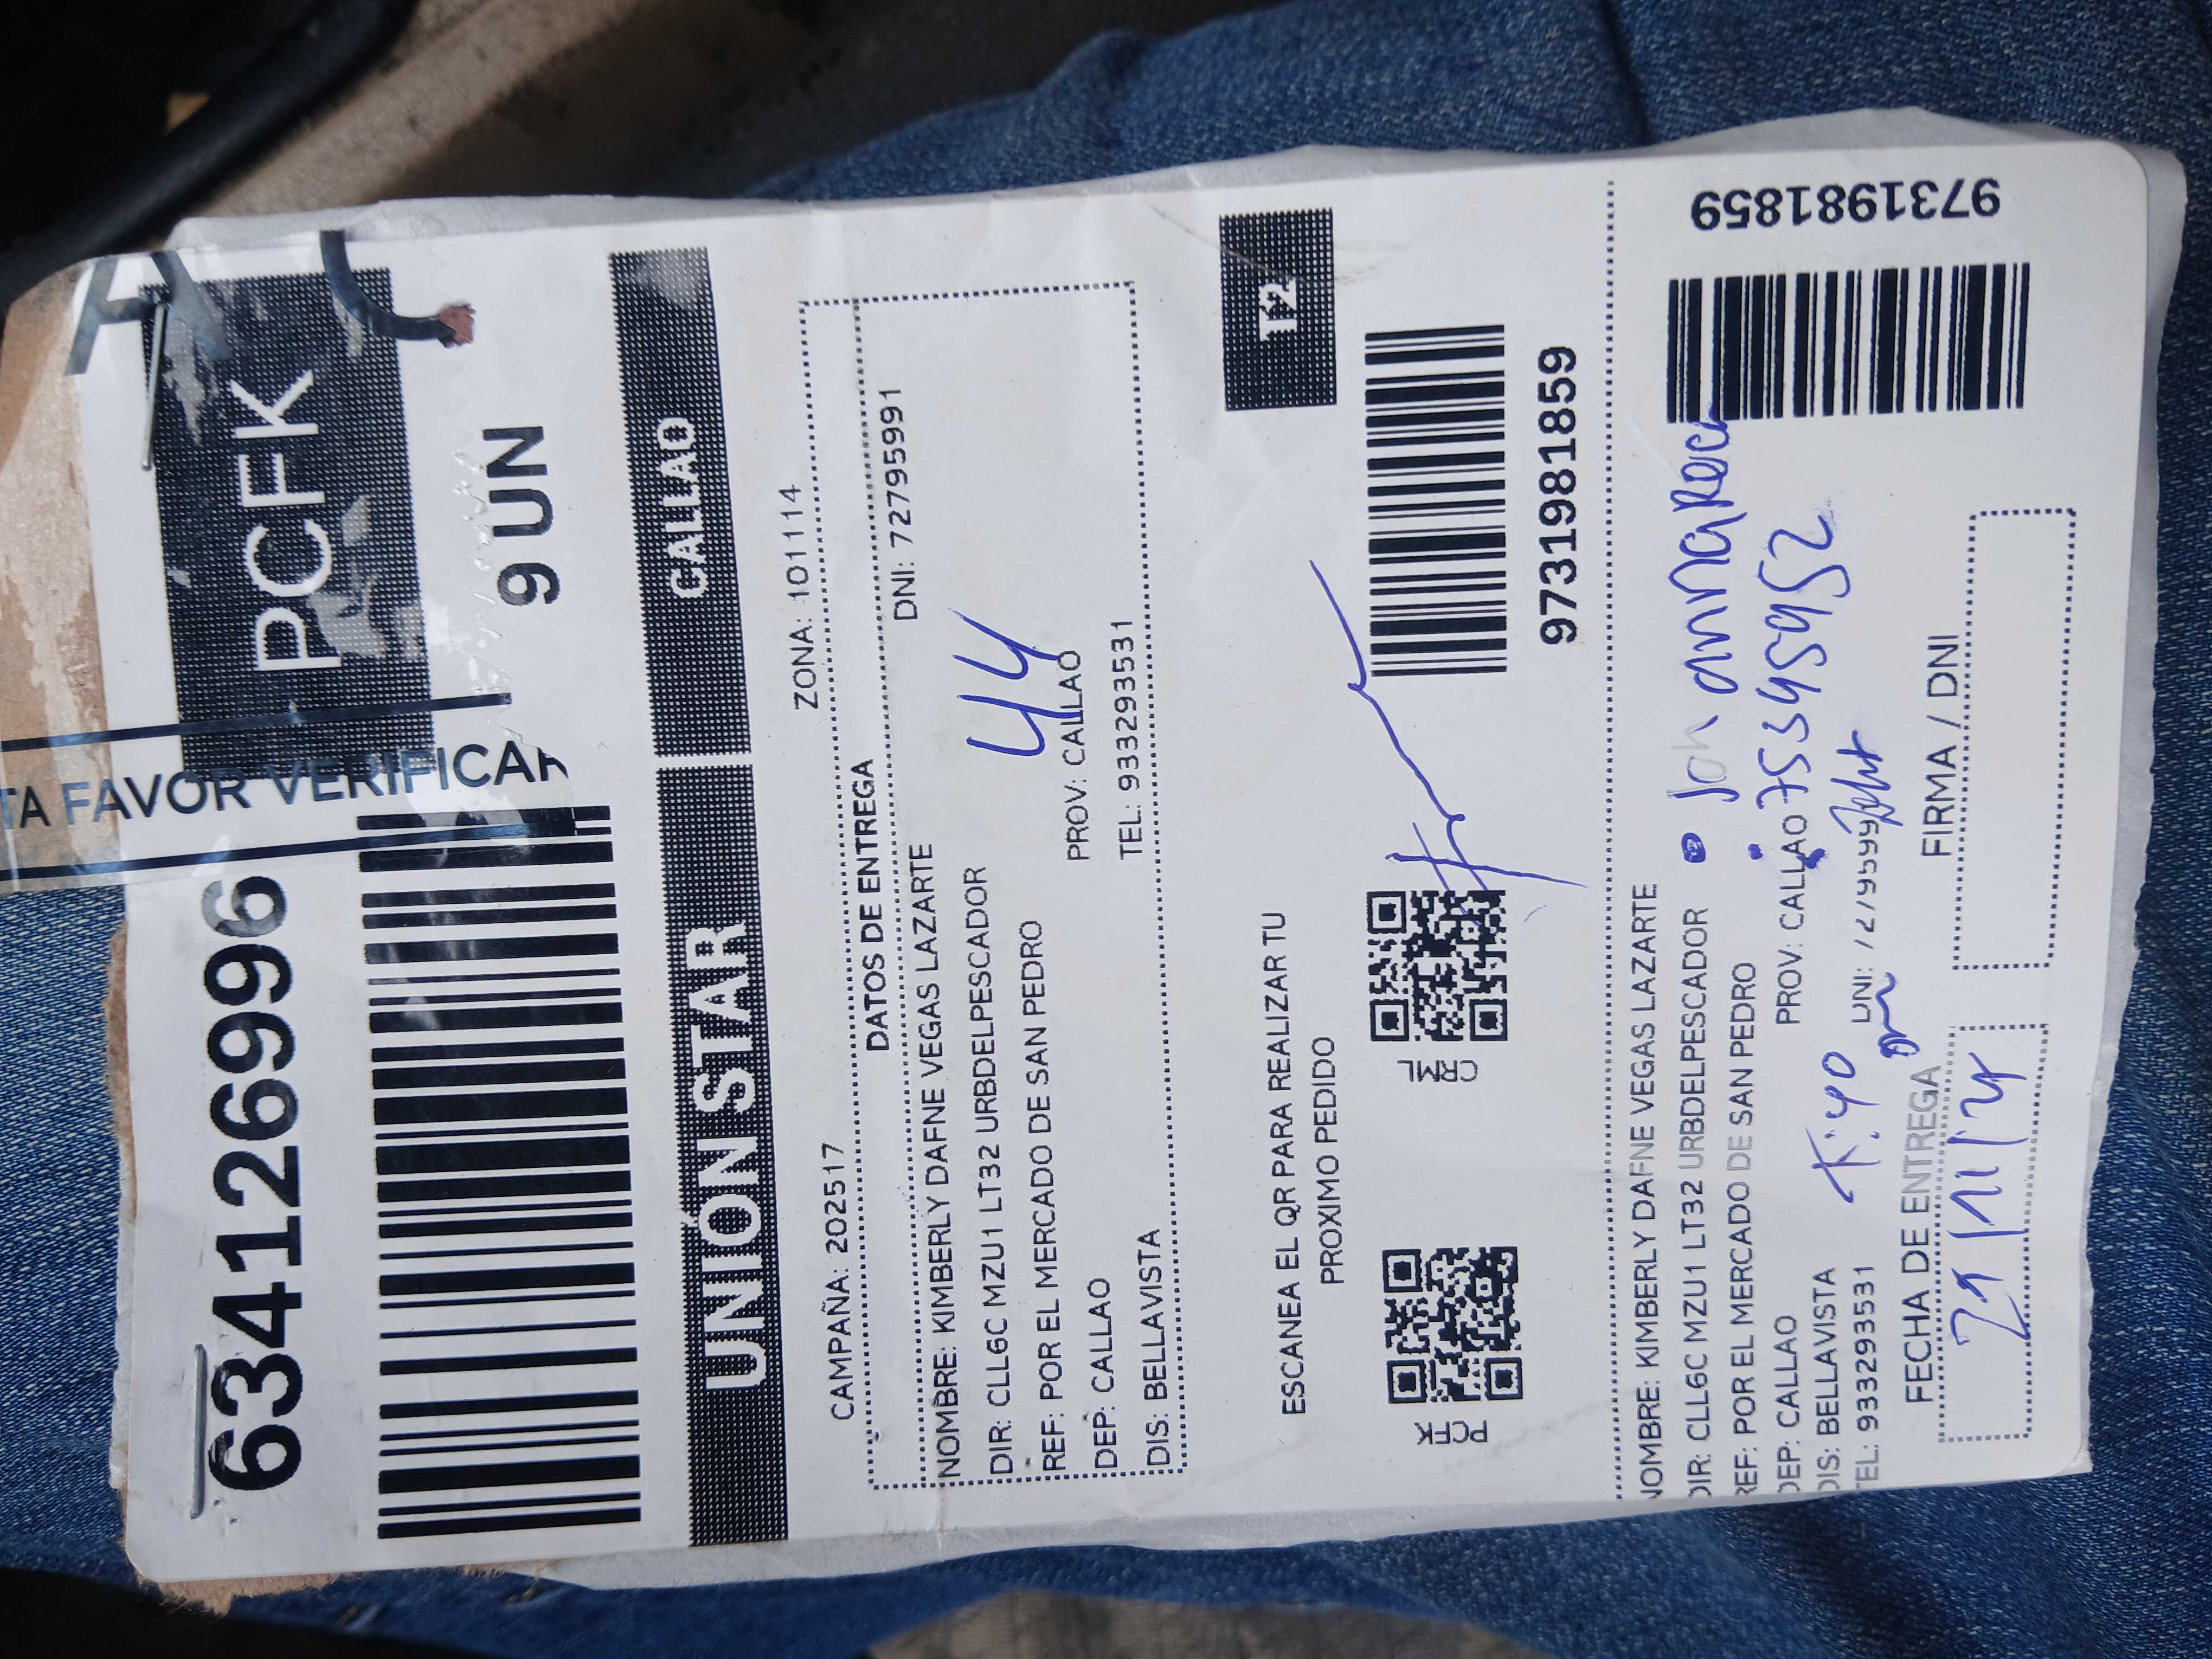 6341269996
PCFK
9 UN
TA FAVOR VERIFICAR
UNIÓN STAR
CALLAO
CAMPAÑA: 202517
ZONA: 101114
DATOS DE ENTREGA
NOMBRE: KIMBERLY DAFNE VEGAS LAZARTE
DNI: 72795991
DIR: CLL6C MZU1 LT32 URBDELPESCADOR
44
REF: POR EL MERCADO DE SAN PEDRO
DEP: CALLAO
PROV: CALLAO
DIS: BELLAVISTA
TEL: 933293531
T2
ESCANEA EL QR PARA REALIZAR TU
PROXIMO PEDIDO
PCFK
CRML
9731981859
NOMBRE: KIMBERLY DAFNE VEGAS LAZARTE
DIR: CLL6C MZU1 LT32 URBDELPESCADOR
REF: POR EL MERCADO DE SAN PEDRO
DEP: CALLAO
PROV: CALLAO
75345952
DIS: BELLAVISTA
TEL: 933293531
FECHA DE ENTREGA
FIRMA / DNI
9731981859